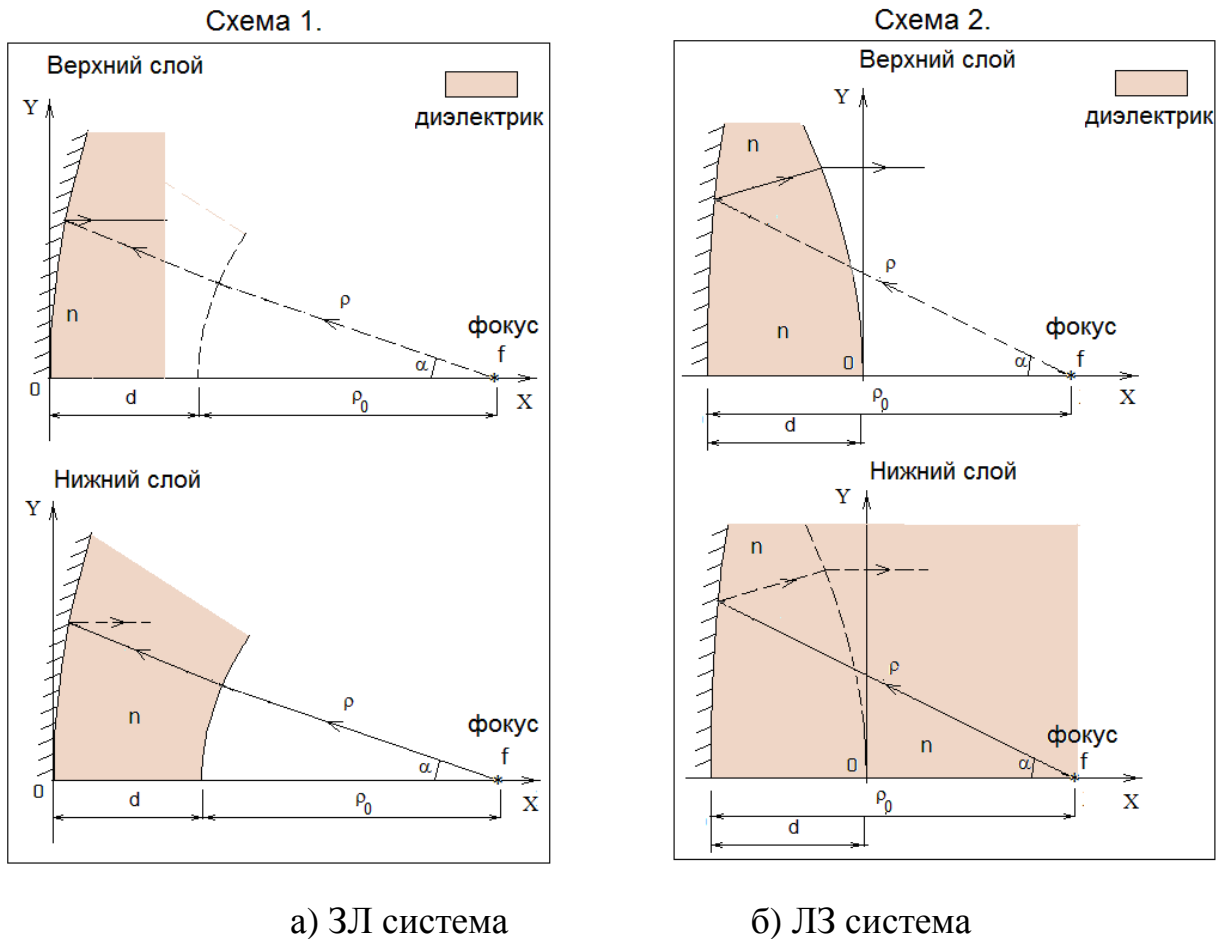 Схема 1.
Верхний слой
диэлектрик
Y
n
ρ
фокус
f
α
0
X
d
ρ0
Нижний слой
Y
n
ρ
фокус
f
α
0
X
d
ρ0
Схема 2.
Верхний слой
диэлектрик
Y
n
ρ
фокус
n
0
α
f
X
ρ0
d
Нижний слой
Y
n
ρ
фокус
n
0
α
f
X
ρ0
d
а) ЗЛ система
б) ЛЗ система